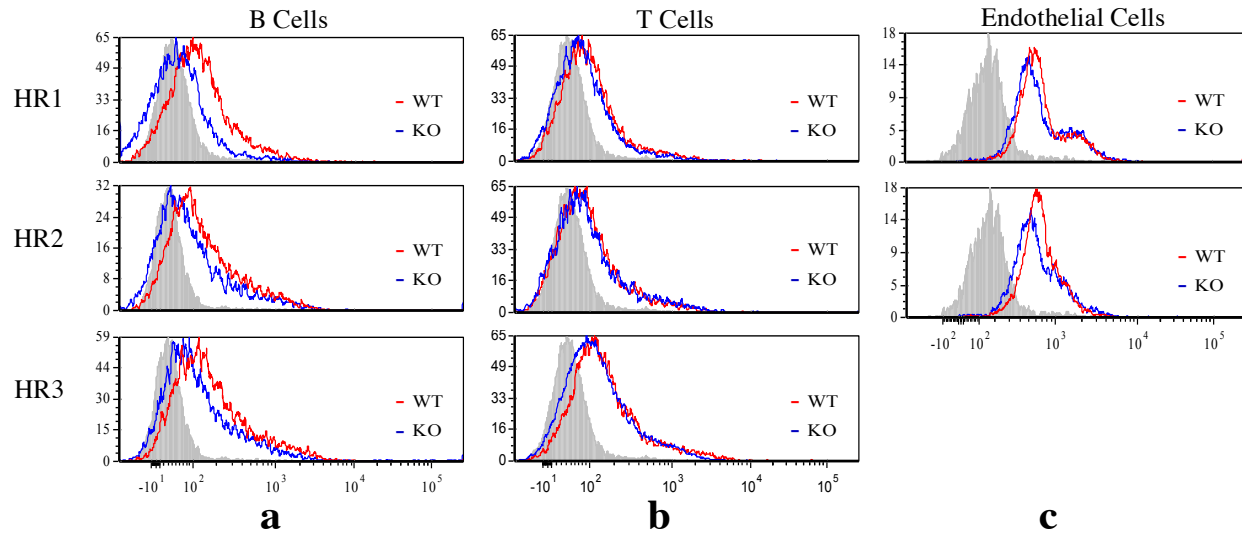 B Cells
T Cells
Endothelial Cells
HR1
65
49
33
16
0
WT
KO
65
49
33
16
0
WT
KO
18
14
9
5
0
WT
KO
HR2
32
24
16
8
0
WT
KO
65
49
33
16
0
WT
KO
18
14
9
5
0
WT
KO
-10² 10² 10³ 10⁴ 10⁵
HR3
59
44
30
15
0
WT
KO
-10¹ 10² 10³ 10⁴ 10⁵
65
49
33
16
0
WT
KO
-10¹ 10² 10³ 10⁴ 10⁵
a
b
c